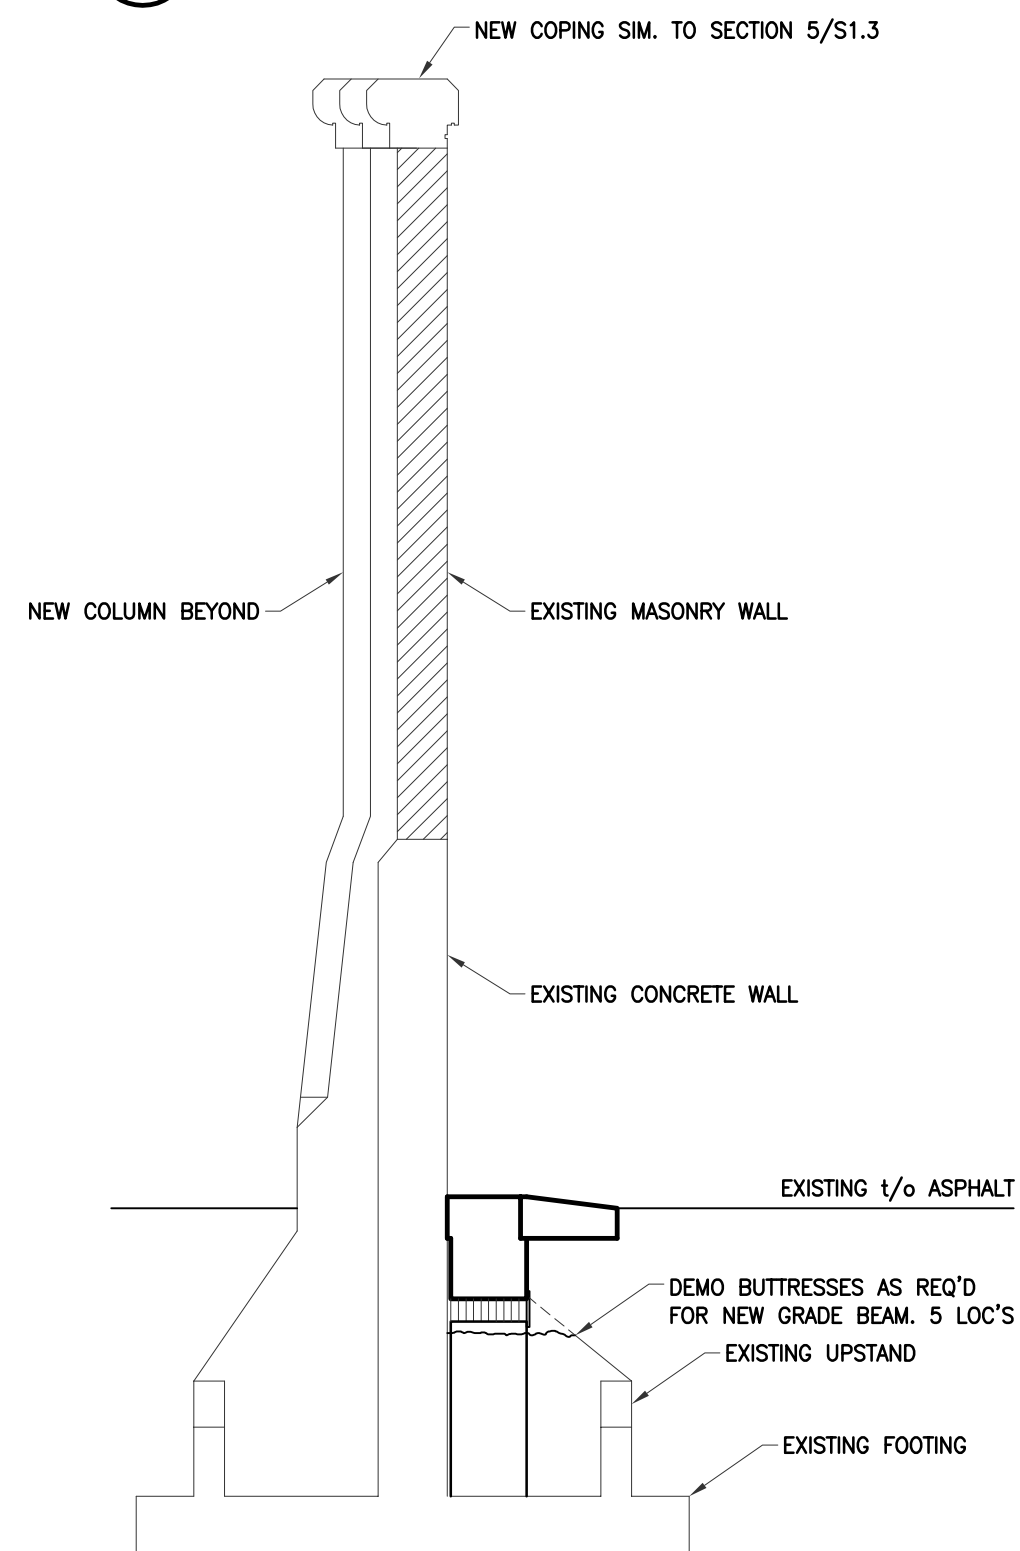 NEW COPING SIM. TO SECTION 5/S1.3
NEW COLUMN BEYOND
EXISTING MASONRY WALL
EXISTING CONCRETE WALL
EXISTING t/o ASPHALT
DEMO BUTTRESSES AS REQ'D
FOR NEW GRADE BEAM. 5 LOC'S
EXISTING UPSTAND
EXISTING FOOTING